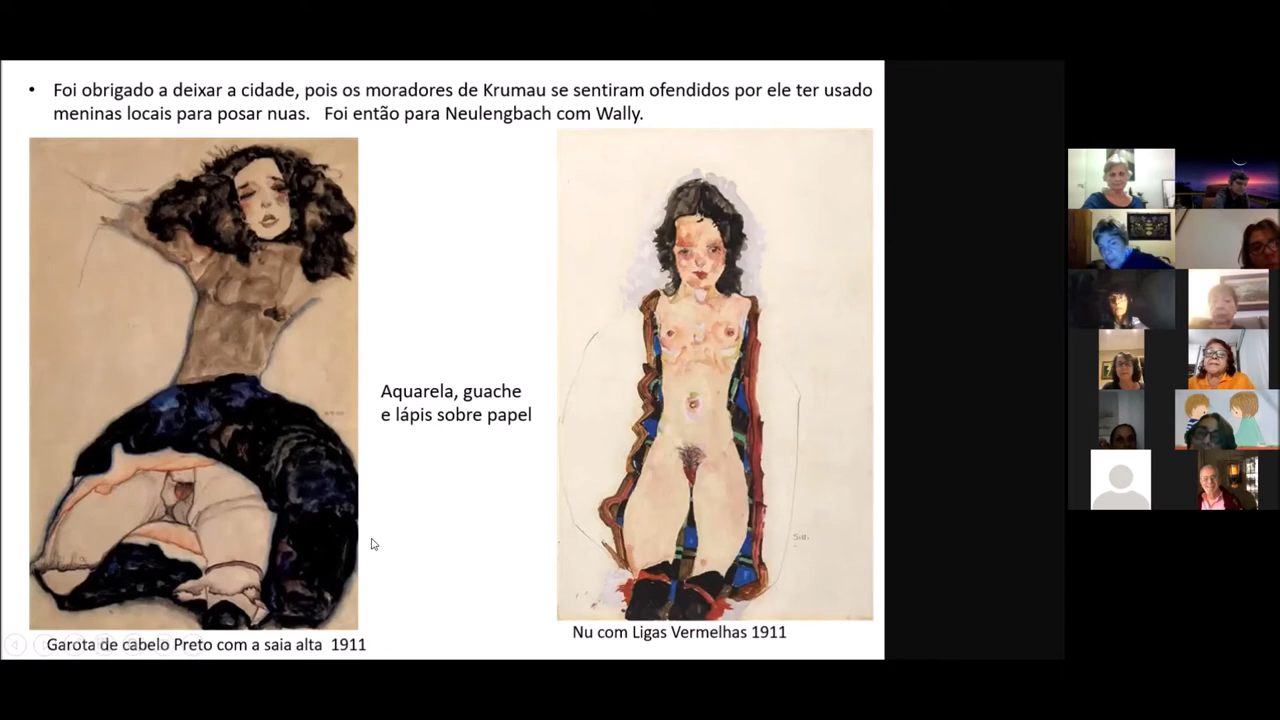 • Foi obrigado a deixar a cidade, pois os moradores de Krumau se sentiram ofendidos por ele ter usado
meninas locais para posar nuas. Foi então para Neulengbach com Wally.
Aquarela, guache
e lápis sobre papel
Garota de cabelo Preto com a saia alta 1911
Nu com Ligas Vermelhas 1911